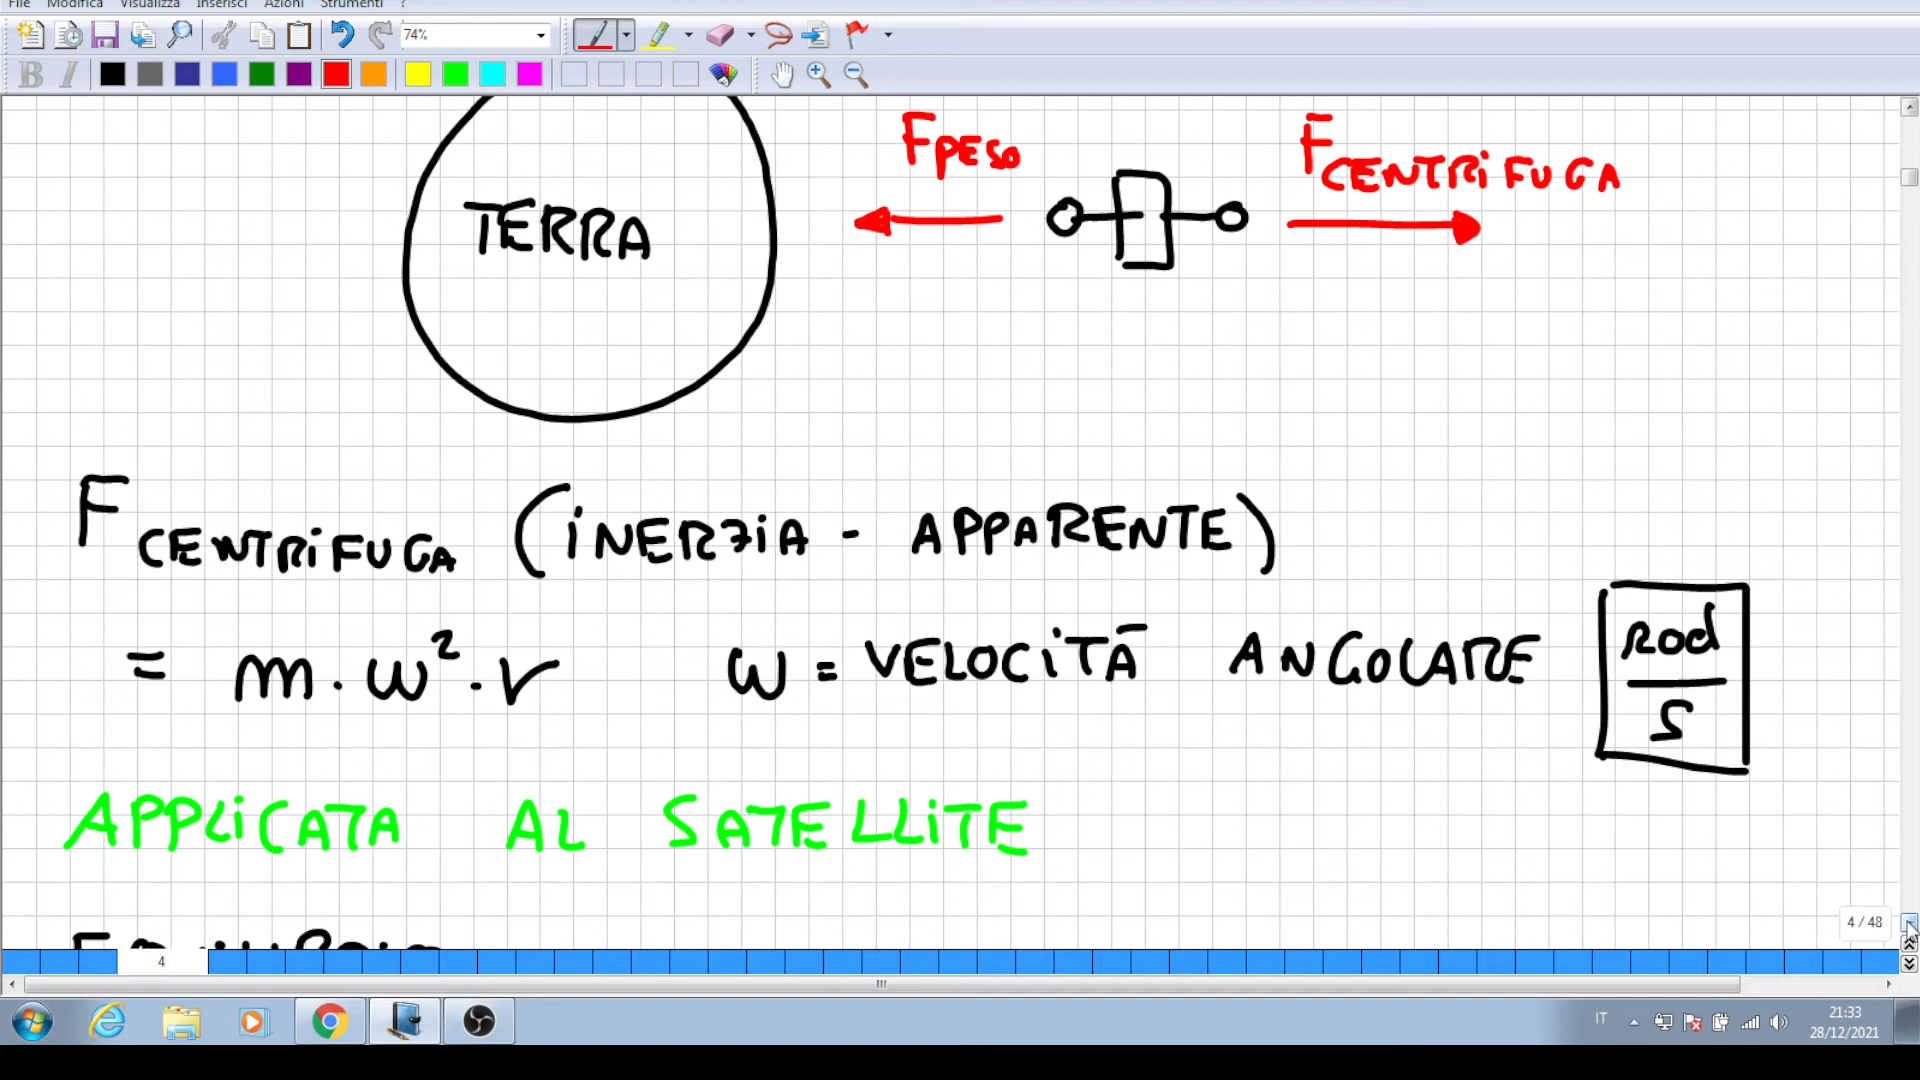 File Modifica Visualizza Inserisci Azioni Strumenti ?
74%
B I
FPESO
FCENTRIFUGA
TERRA
FCENTRIFUGA (INERZIA - APPARENTE)
= m · ω² · r ω = VELOCITÀ ANGOLARE
rad
s
APPLICATA AL SATELLITE
4 / 48
4
IT
21:33
28/12/2021